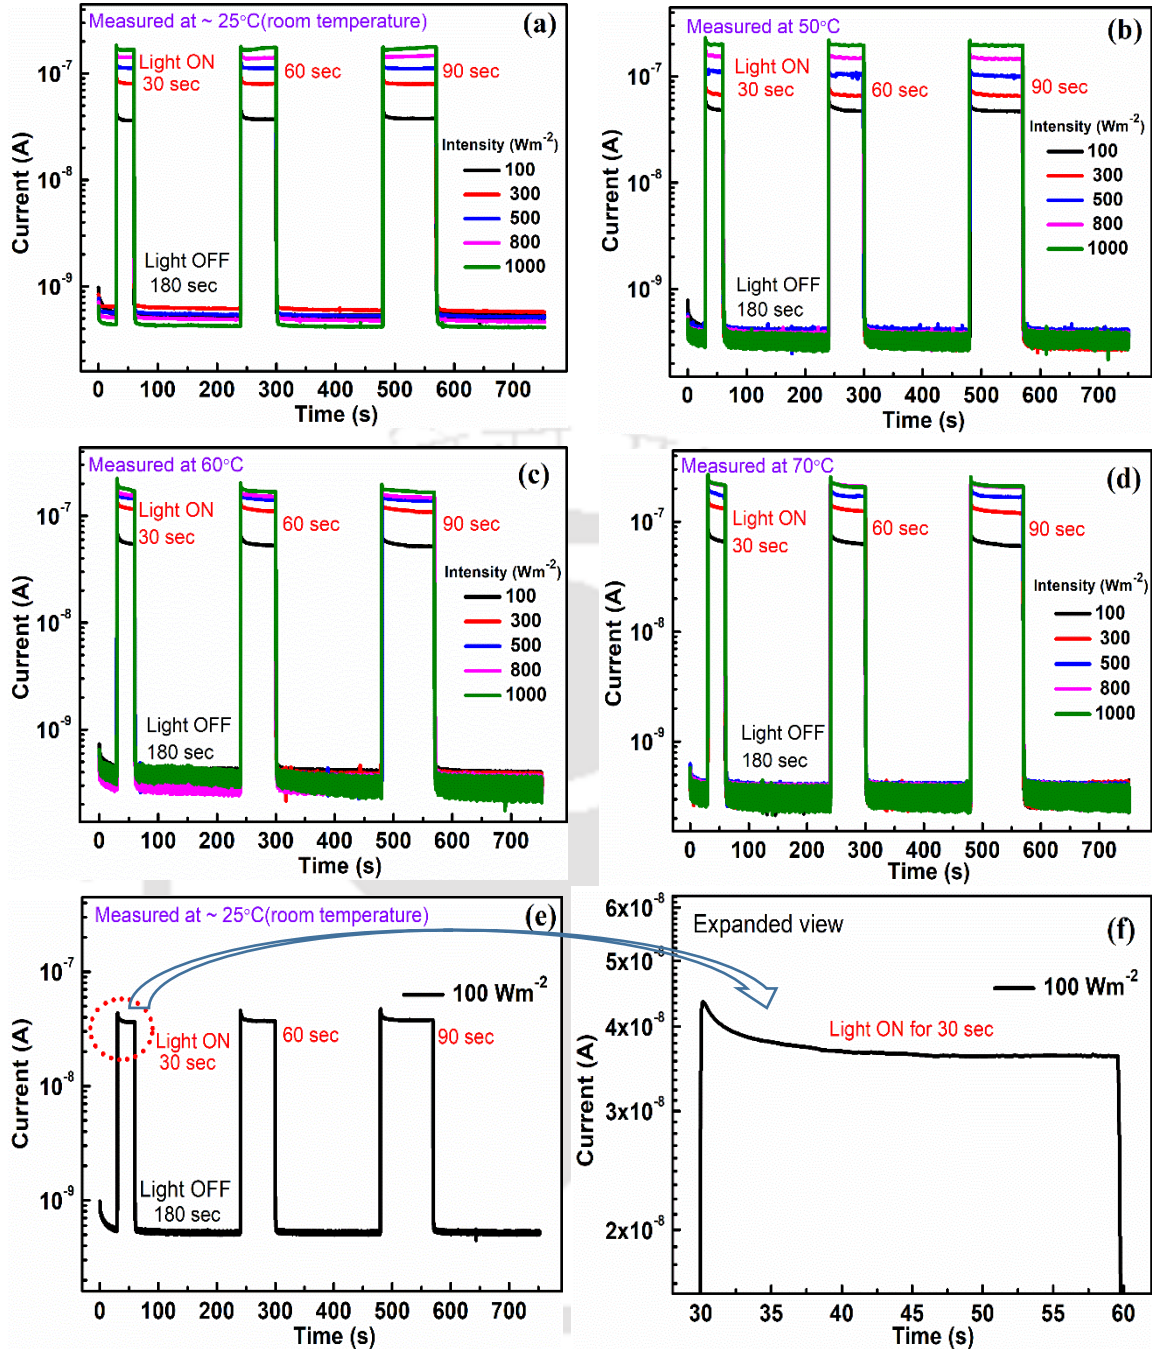 Measured at ~ 25°C(room temperature)
(a)
Light ON
30 sec
60 sec
90 sec
Intensity (Wm-2)
100
300
500
800
1000
Light OFF
180 sec
10-7
10-8
10-9
Current (A)
0 100 200 300 400 500 600 700
Time (s)
Measured at 50°C
(b)
Light ON
30 sec
60 sec
90 sec
Intensity (Wm-2)
100
300
500
800
1000
Light OFF
180 sec
10-7
10-8
10-9
Current (A)
0 100 200 300 400 500 600 700
Time (s)
Measured at 60°C
(c)
Light ON
30 sec
60 sec
90 sec
Intensity (Wm-2)
100
300
500
800
1000
Light OFF
180 sec
10-7
10-8
10-9
Current (A)
0 100 200 300 400 500 600 700
Time (s)
Measured at 70°C
(d)
Light ON
30 sec
60 sec
90 sec
Intensity (Wm-2)
100
300
500
800
1000
Light OFF
180 sec
10-7
10-8
10-9
Current (A)
0 100 200 300 400 500 600 700
Time (s)
Measured at ~ 25°C(room temperature)
(e)
100 Wm-2
Light ON
30 sec
60 sec
90 sec
Light OFF
180 sec
10-7
10-8
10-9
Current (A)
0 100 200 300 400 500 600 700
Time (s)
Expanded view
(f)
100 Wm-2
Light ON for 30 sec
6x10-8
5x10-8
4x10-8
3x10-8
2x10-8
Current (A)
30 35 40 45 50 55 60
Time (s)